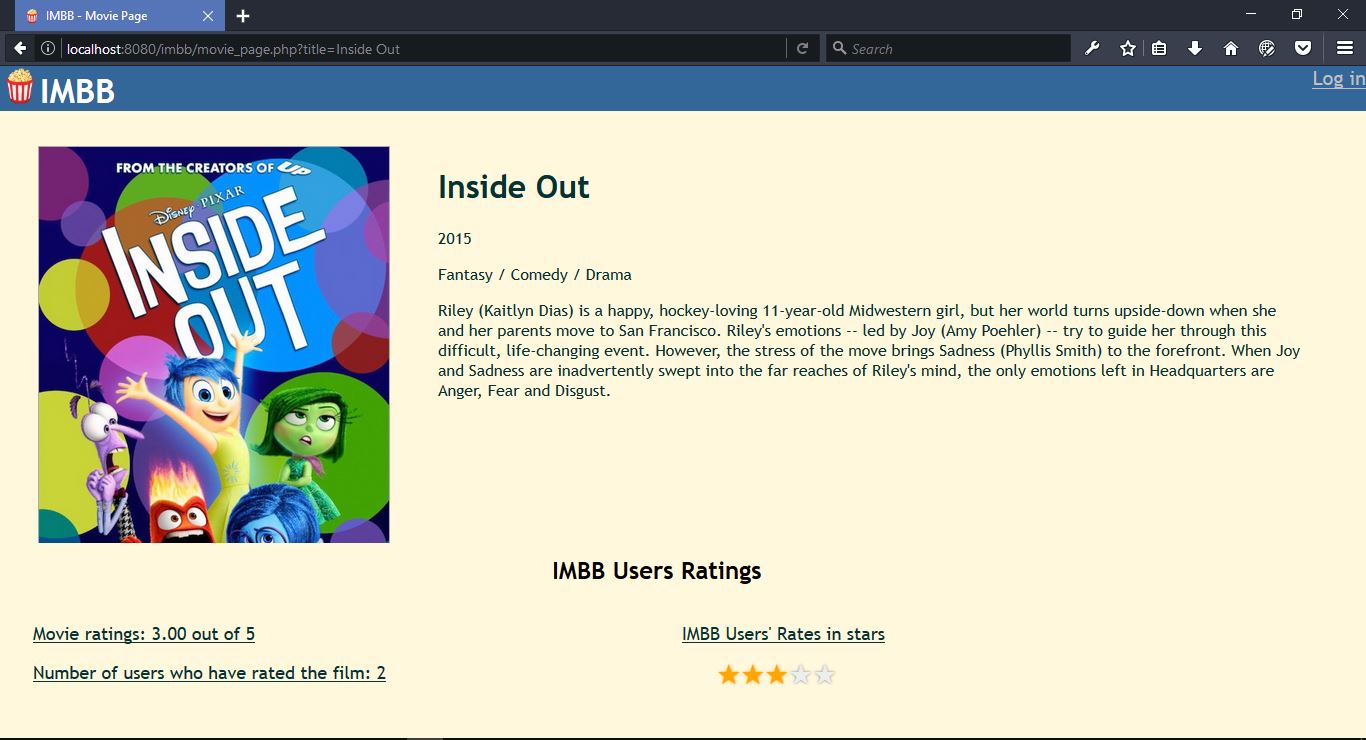 IMBB - Movie Page
localhost:8080/imbb/movie_page.php?title=Inside Out
Search
IMBB
Log in
FROM THE CREATORS OF UP
DISNEY • PIXAR
INSIDE
OUT
Inside Out
2015
Fantasy / Comedy / Drama
Riley (Kaitlyn Dias) is a happy, hockey-loving 11-year-old Midwestern girl, but her world turns upside-down when she
and her parents move to San Francisco. Riley's emotions -- led by Joy (Amy Poehler) -- try to guide her through this
difficult, life-changing event. However, the stress of the move brings Sadness (Phyllis Smith) to the forefront. When Joy
and Sadness are inadvertently swept into the far reaches of Riley's mind, the only emotions left in Headquarters are
Anger, Fear and Disgust.
IMBB Users Ratings
Movie ratings: 3.00 out of 5
IMBB Users' Rates in stars
Number of users who have rated the film: 2